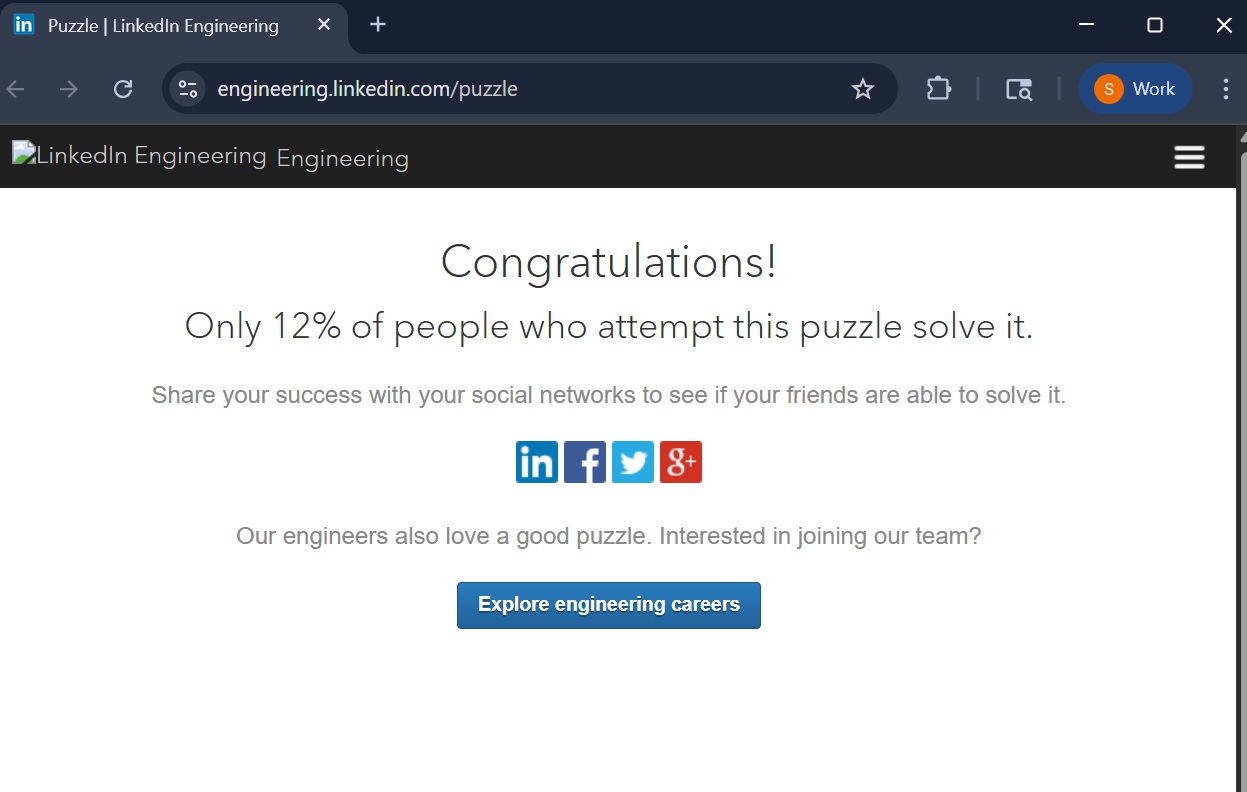 in Puzzle | LinkedIn Engineering
engineering.linkedin.com/puzzle
S Work
LinkedIn Engineering Engineering
Congratulations!
Only 12% of people who attempt this puzzle solve it.
Share your success with your social networks to see if your friends are able to solve it.
in f g+
Our engineers also love a good puzzle. Interested in joining our team?
Explore engineering careers